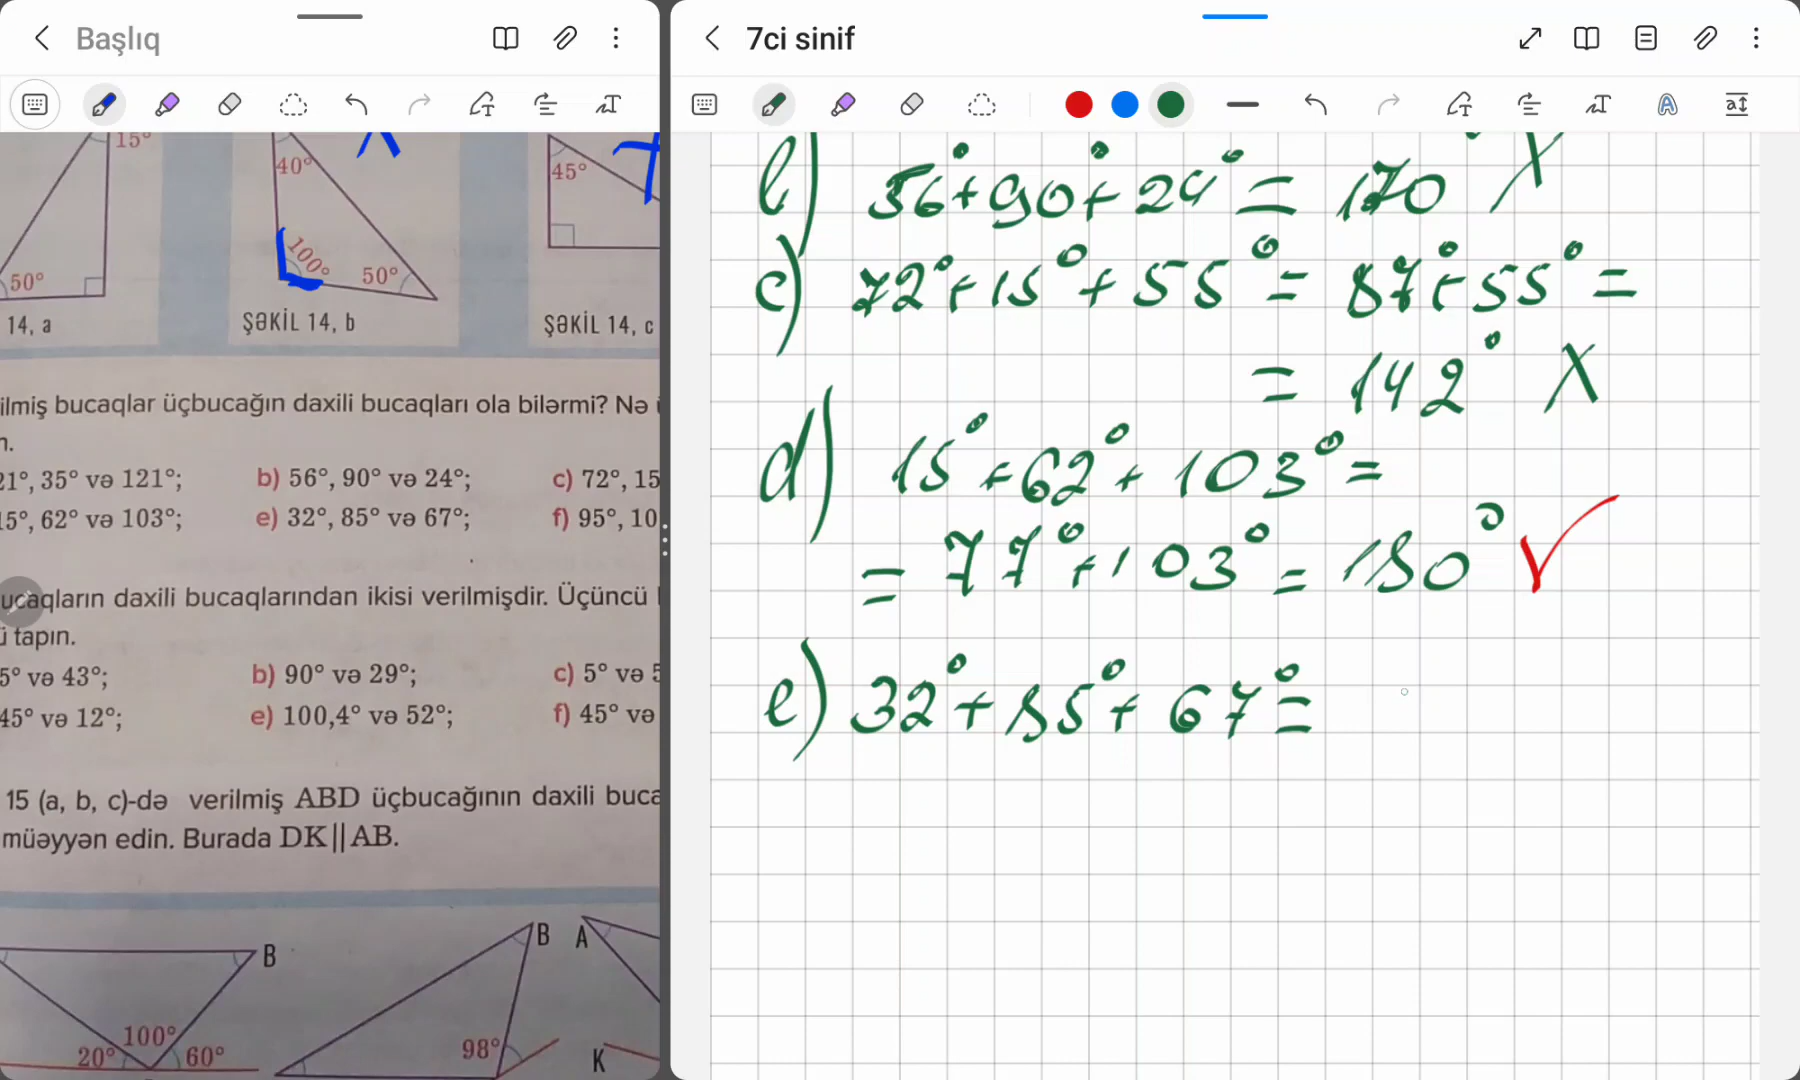 Başlıq
7ci sinif
15°
40°
45°
50°
100°
50°
14, a
ŞƏKİL 14, b
ŞƏKİL 14, c
ilmiş bucaqlar üçbucağın daxili bucaqları ola bilərmi? Nə
n.
21°, 35° və 121°;
b) 56°, 90° və 24°;
c) 72°, 15
15°, 62° və 103°;
e) 32°, 85° və 67°;
f) 95°, 10
ucaqların daxili bucaqlarından ikisi verilmişdir. Üçüncü
ü tapın.
5° və 43°;
b) 90° və 29°;
c) 5° və 5
45° və 12°;
e) 100,4° və 52°;
f) 45° və
15 (a, b, c)-də verilmiş ABD üçbucağının daxili buca
müəyyən edin. Burada DK||AB.
B
B
A
100°
20°
60°
98°
K
b) 56°+90°+24°= 170° X
c) 72°+15°+55°= 87°+55°=
= 142° X
d) 15°+62°+103°=
= 77°+103°=180° ✓
e) 32°+85°+67°=